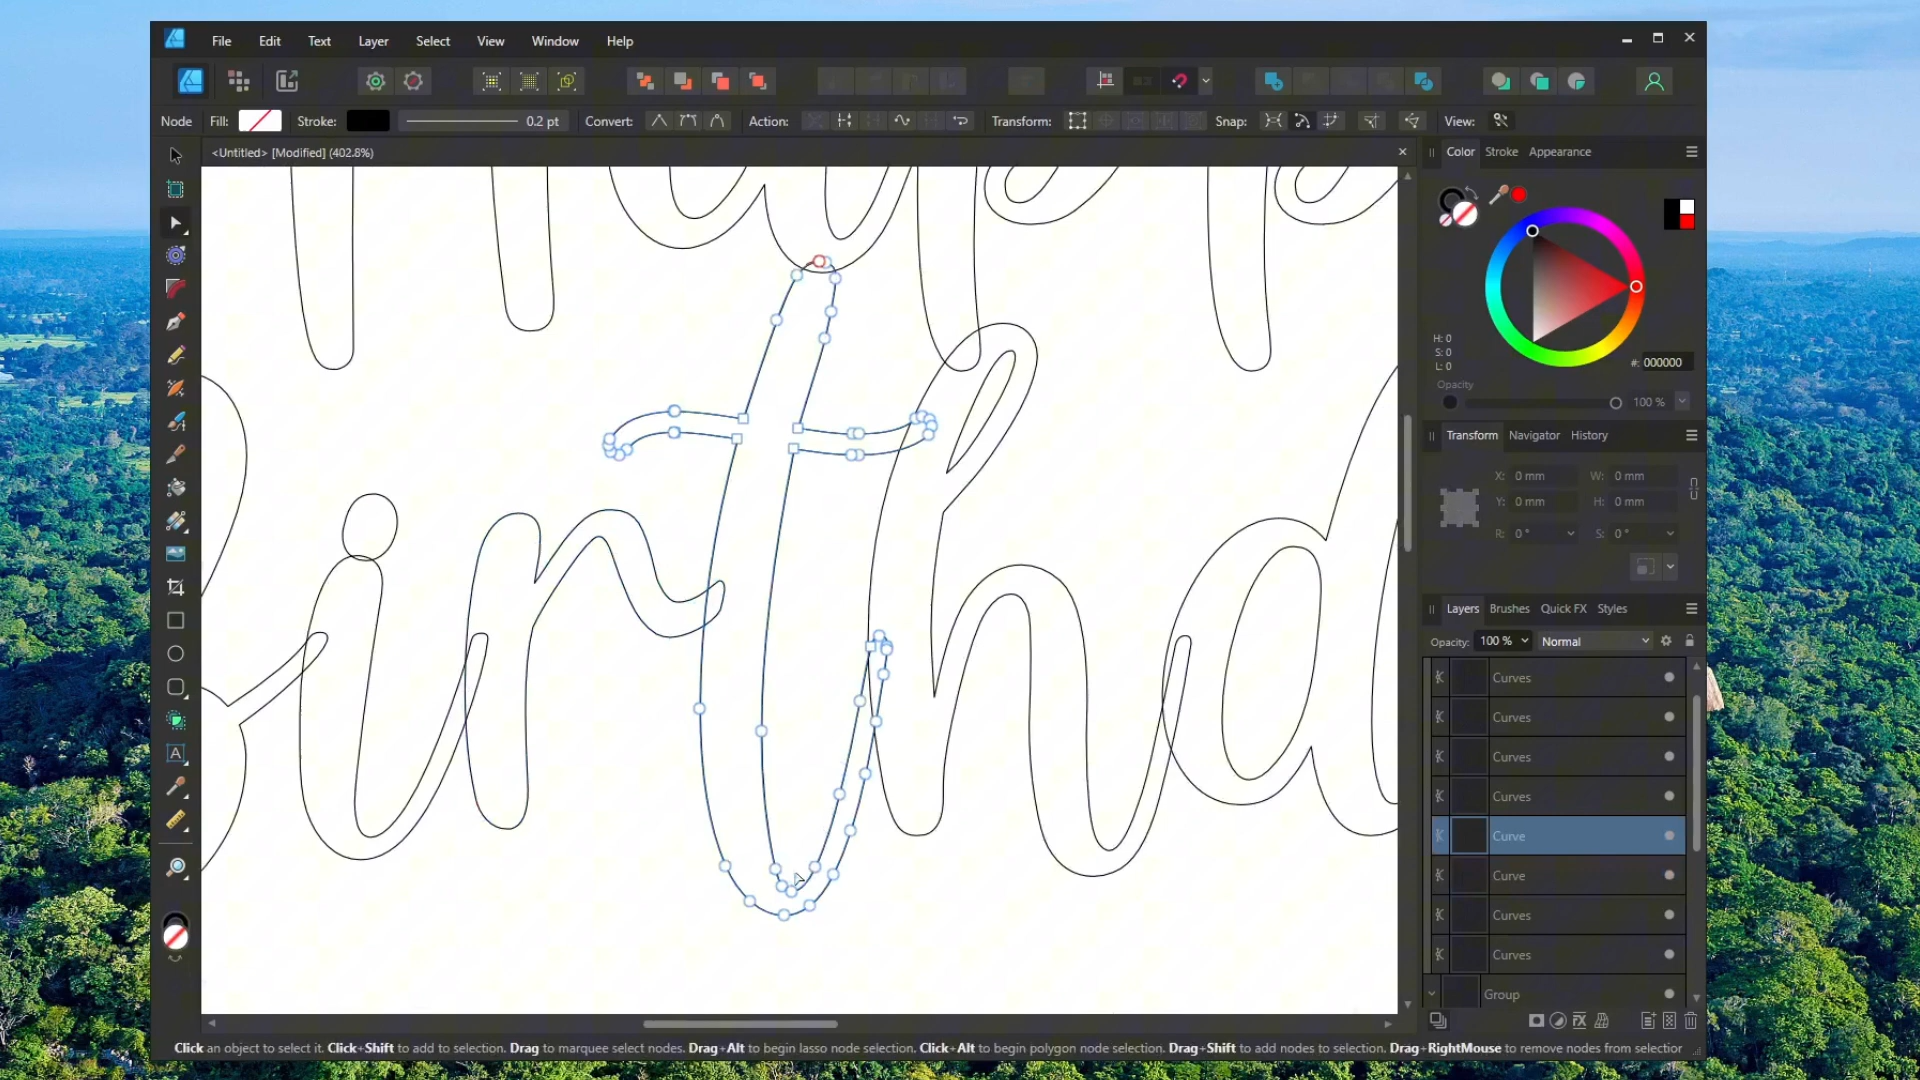 File Edit Text Layer Select View Window Help
Node Fill: Stroke: 0.2 pt Convert: Action: Transform: Snap: View:
<Untitled> [Modified] (402.8%)
Color Stroke Appearance
H: 0
S: 0
L: 0
#: 000000
Opacity
100 %
Transform Navigator History
X: 0 mm W: 0 mm
Y: 0 mm H: 0 mm
R: 0 ° S: 0 °
Layers Brushes Quick FX Styles
Opacity: 100 % Normal
Curves
Curves
Curves
Curves
Curve
Curve
Curves
Curves
Group
irthd
Click an object to select it. Click+Shift to add to selection. Drag to marquee select nodes. Drag+Alt to begin lasso node selection. Click+Alt to begin polygon node selection. Drag+Shift to add nodes to selection. Drag+RightMouse to remove nodes from selection